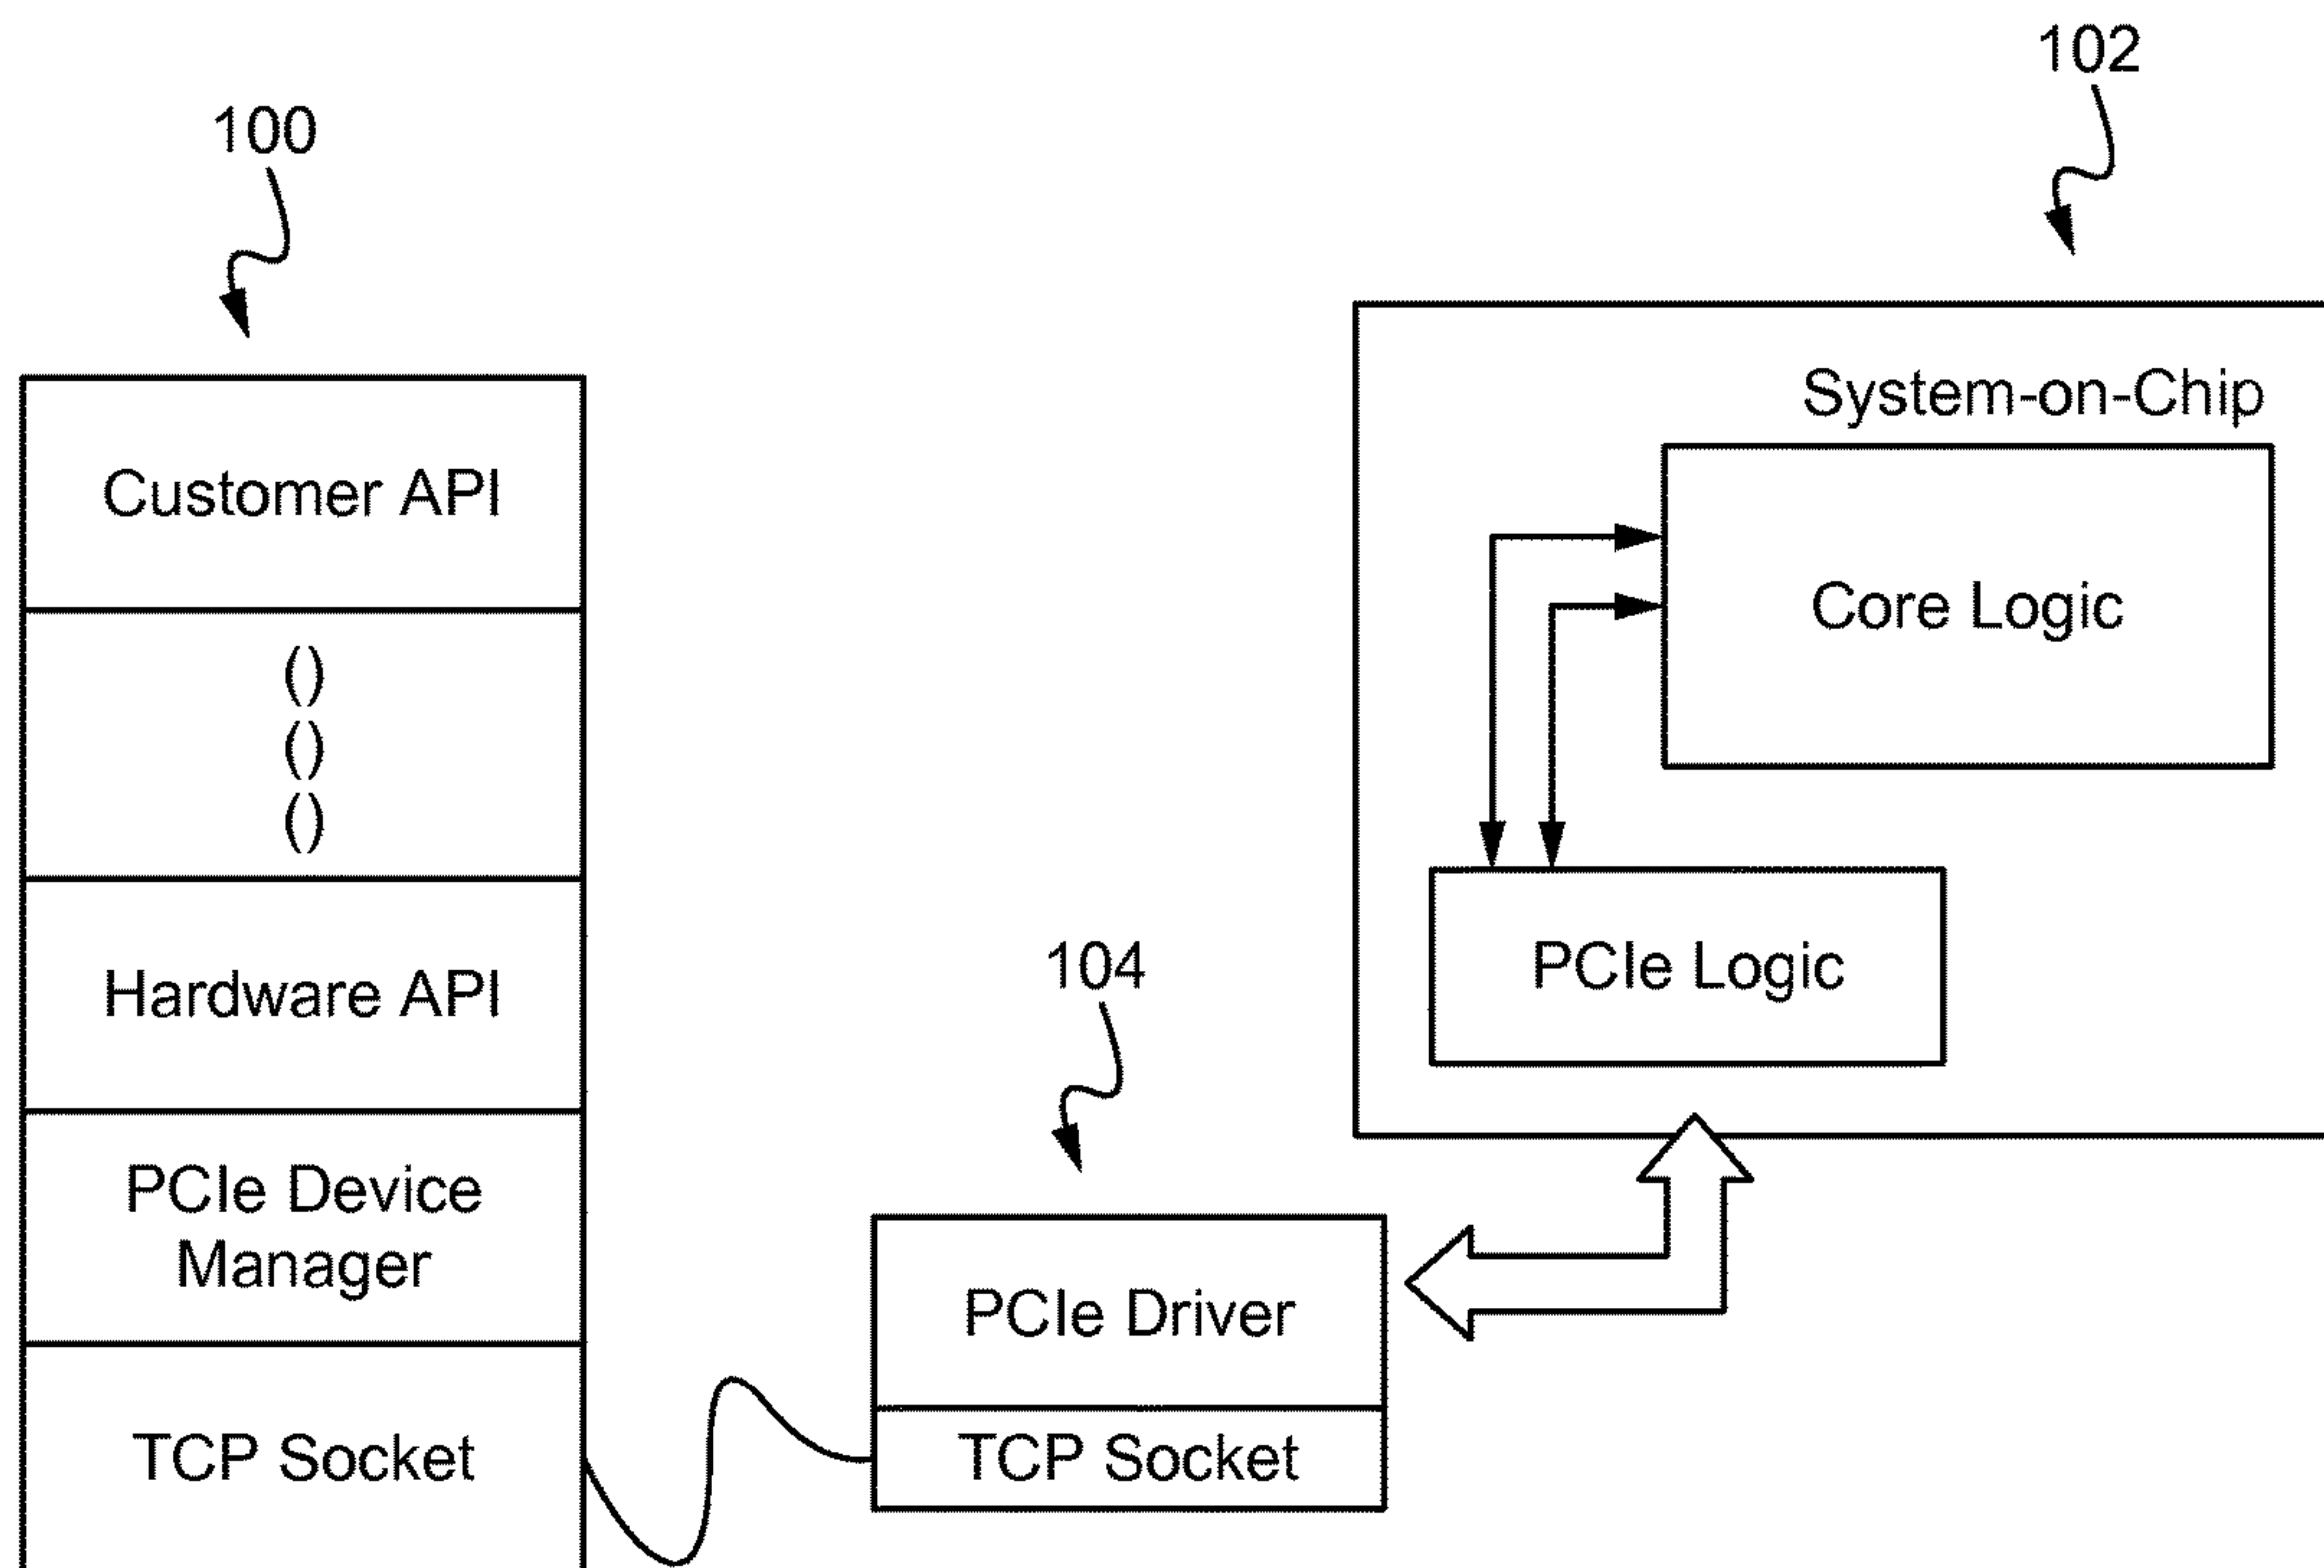 100
Customer API
()
()
()
Hardware API
PCIe Device
Manager
TCP Socket
104
PCIe Driver
TCP Socket
102
System-on-Chip
Core Logic
PCIe Logic